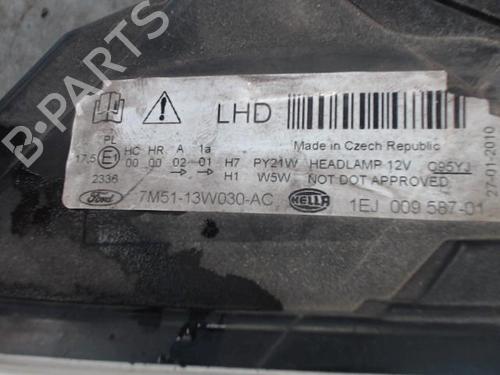 B-PARTS
LHD
Made in Czech Republic
PL HC HR A 1a
17,5 E1 00 00 02 01 H7 PY21W HEADLAMP 12V G95YJ
2336 → → H1 W5W NOT DOT APPROVED
Ford 7M51-13W030-AC HELLA 1EJ 009 587-01
27-01-2010